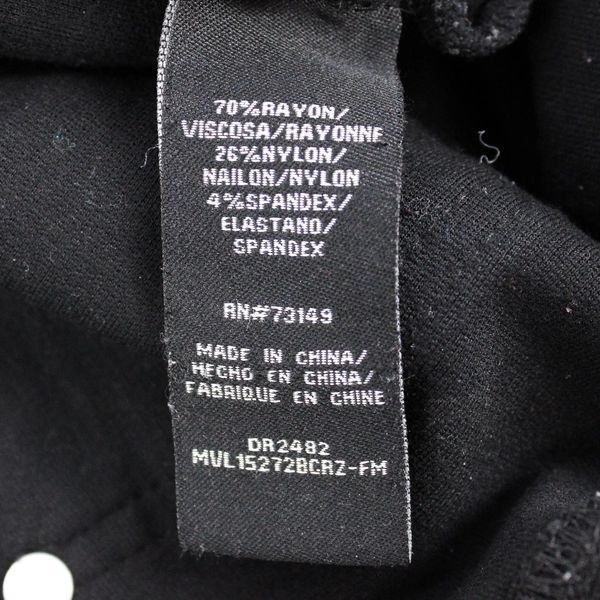 70%RAYON/
VISCOSA/RAYONNE
26%NYLON/
NAILON/NYLON
4%SPANDEX/
ELASTANO/
SPANDEX
RN#73149
MADE IN CHINA/
HECHO EN CHINA/
FABRIQUE EN CHINE
DR2482
MVL15272BCRZ-FM